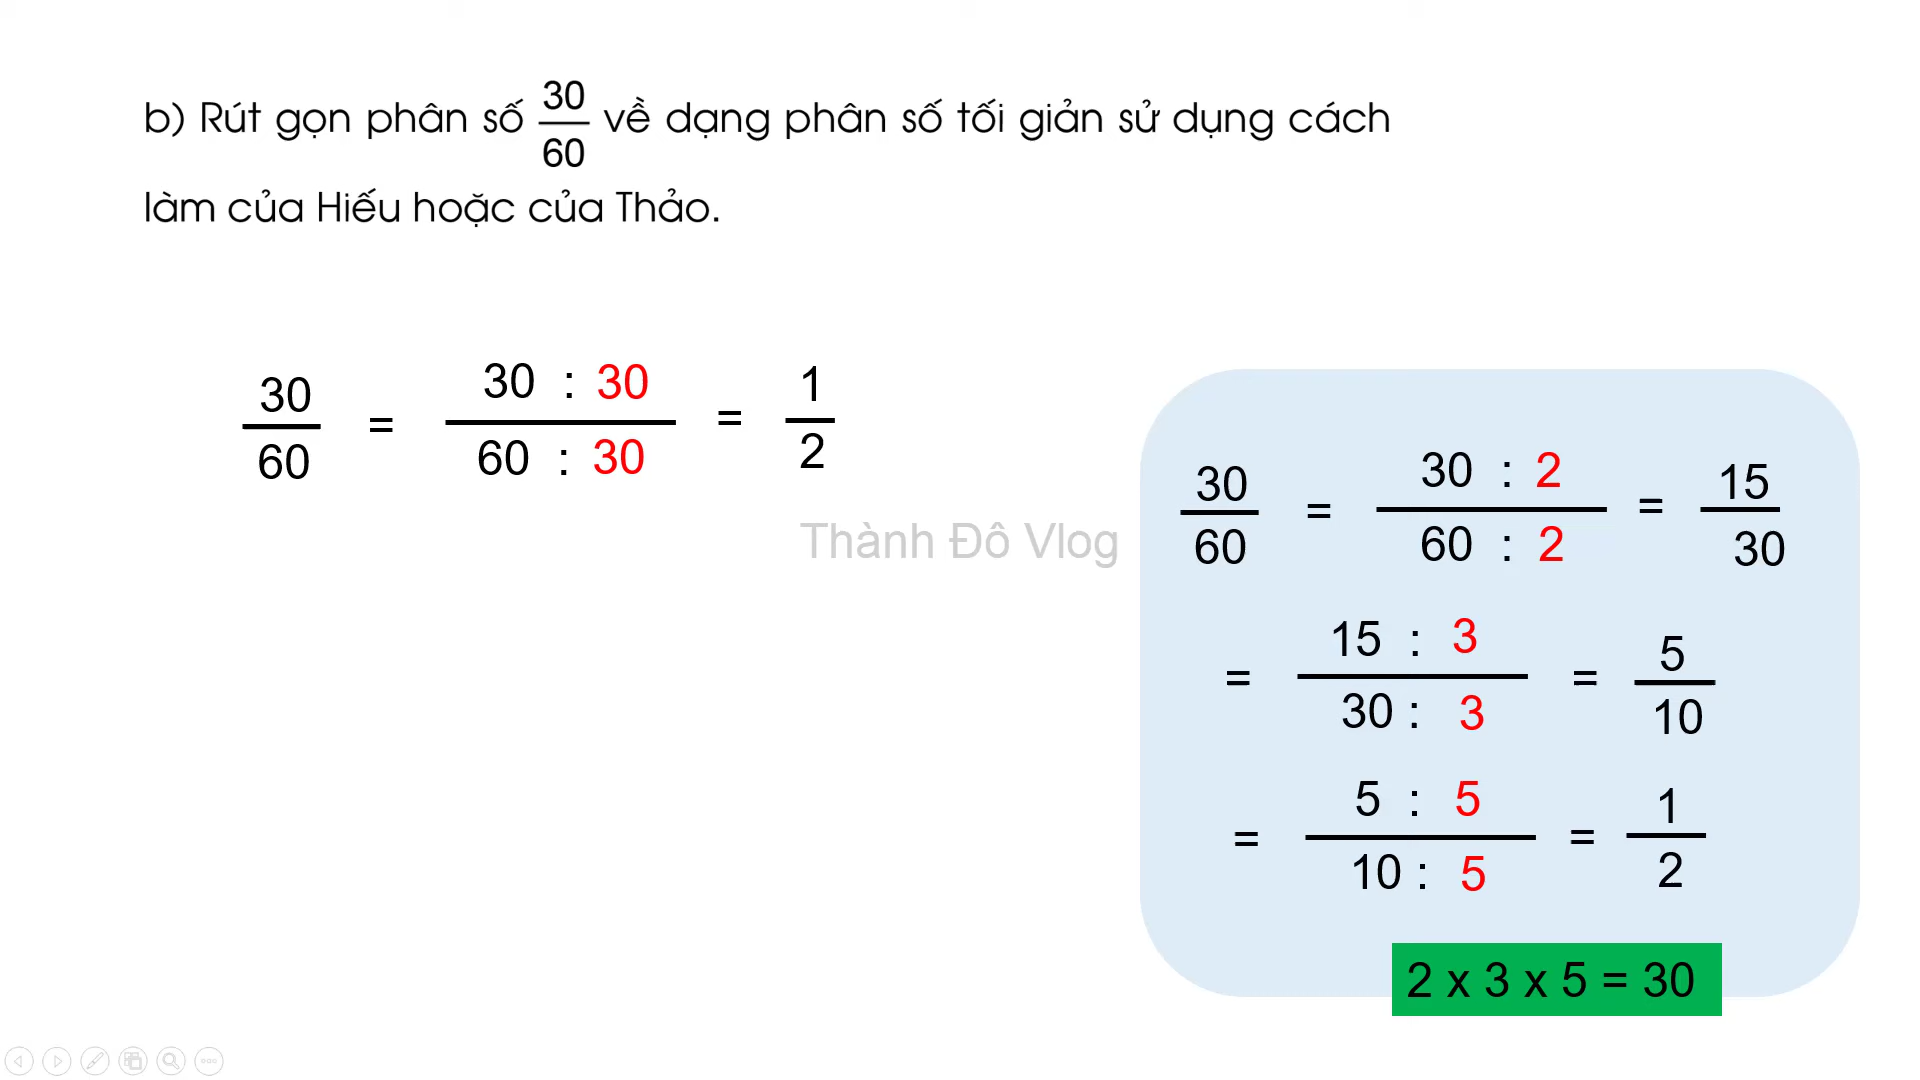 b) Rút gọn phân số 30/60 về dạng phân số tối giản sử dụng cách
làm của Hiếu hoặc của Thảo.
30/60 = 30 : 30 / 60 : 30 = 1/2
Thành Đô Vlog
30/60 = 30 : 2 / 60 : 2 = 15/30
= 15 : 3 / 30 : 3 = 5/10
= 5 : 5 / 10 : 5 = 1/2
2 x 3 x 5 = 30